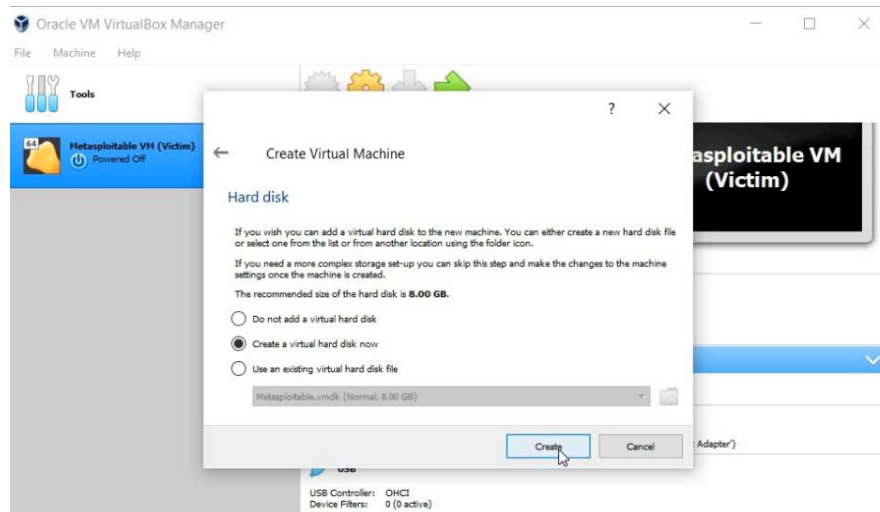 Oracle VM VirtualBox Manager
File Machine Help
Tools
64
Metasploitable VM (Victim)
Powered Off
asploitable VM
(Victim)
?
Create Virtual Machine
Hard disk
If you wish you can add a virtual hard disk to the new machine. You can either create a new hard disk file
or select one from the list or from another location using the folder icon.
If you need a more complex storage set-up you can skip this step and make the changes to the machine
settings once the machine is created.
The recommended size of the hard disk is 8.00 GB.
Do not add a virtual hard disk
Create a virtual hard disk now
Use an existing virtual hard disk file
Metasploitable.vmdk (Normal, 8.00 GB)
Create Cancel
Adapter')
USB
USB Controller: OHCI
Device Filters: 0 (0 active)